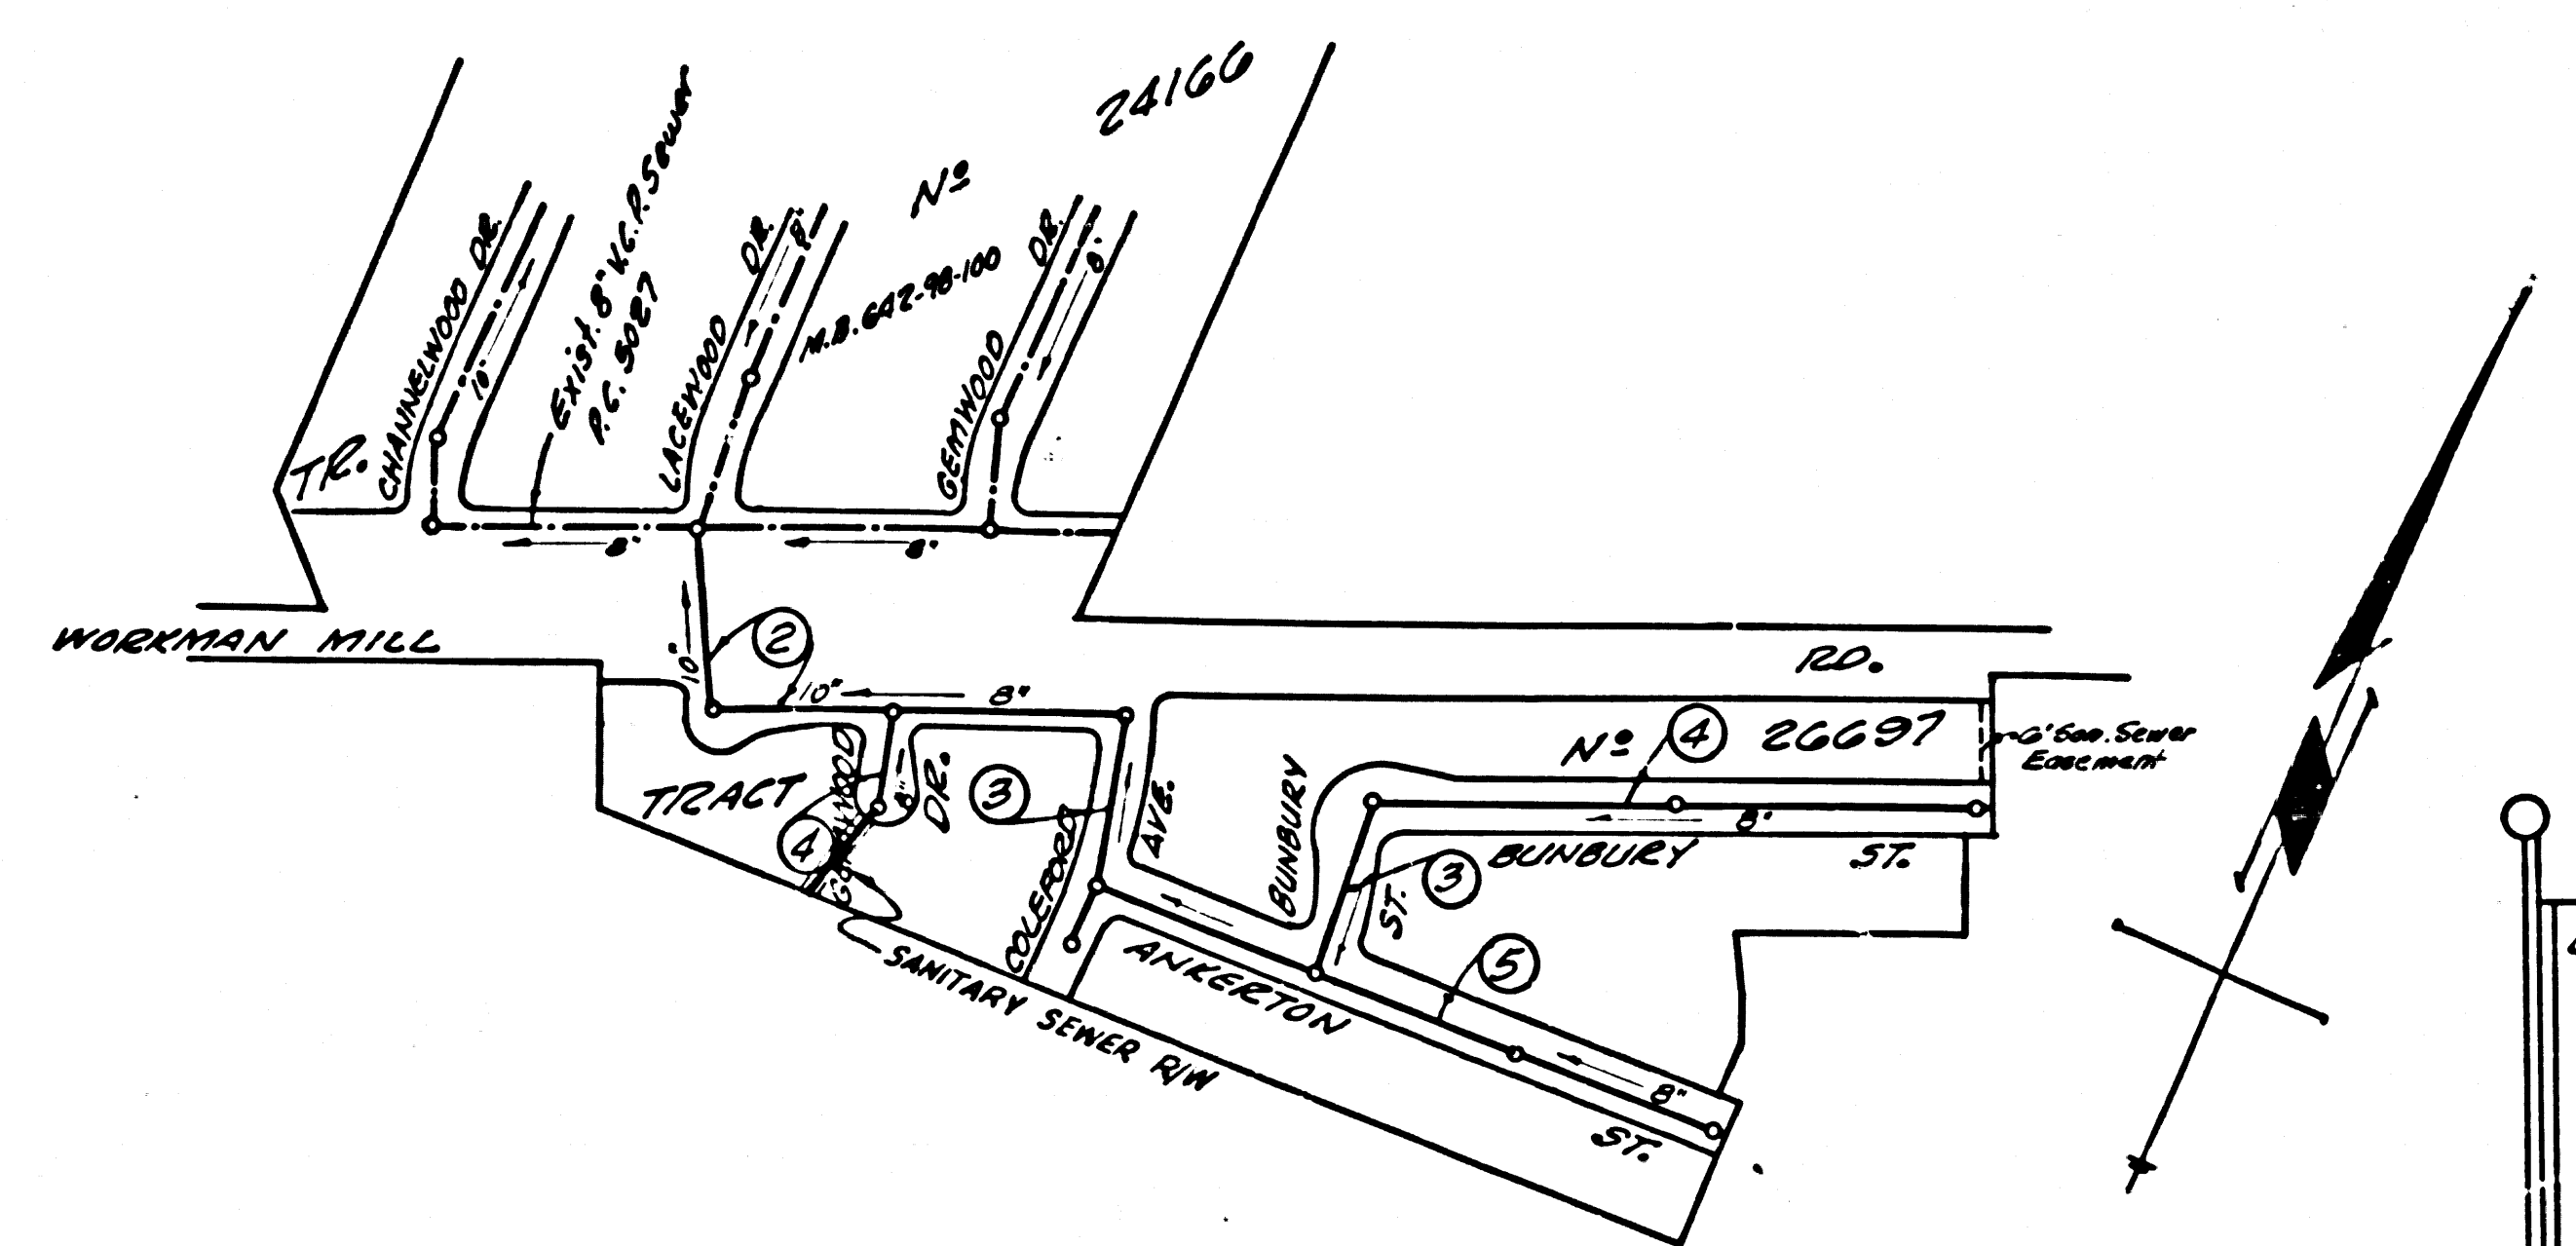 24166
Nº
TR.
CHANNELWOOD DR.
10"
Exist. 8" V.C.P. Sewer
P.C. 5027
LACEWOOD DR.
8"
M.B. 642-98-100
GEMWOOD DR.
8"
8"
8"
WORKMAN MILL RD.
10"
2
10"
8"
TRACT Nº 26697
4
6' San. Sewer
Easement
DR.
8"
4
3
COLEFORD AVE.
BUNBURY ST.
3
8"
BUNBURY ST.
5
ANKERTON ST.
8"
SANITARY SEWER R/W